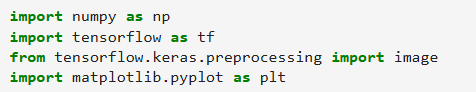 import numpy as np
import tensorflow as tf
from tensorflow.keras.preprocessing import image
import matplotlib.pyplot as plt